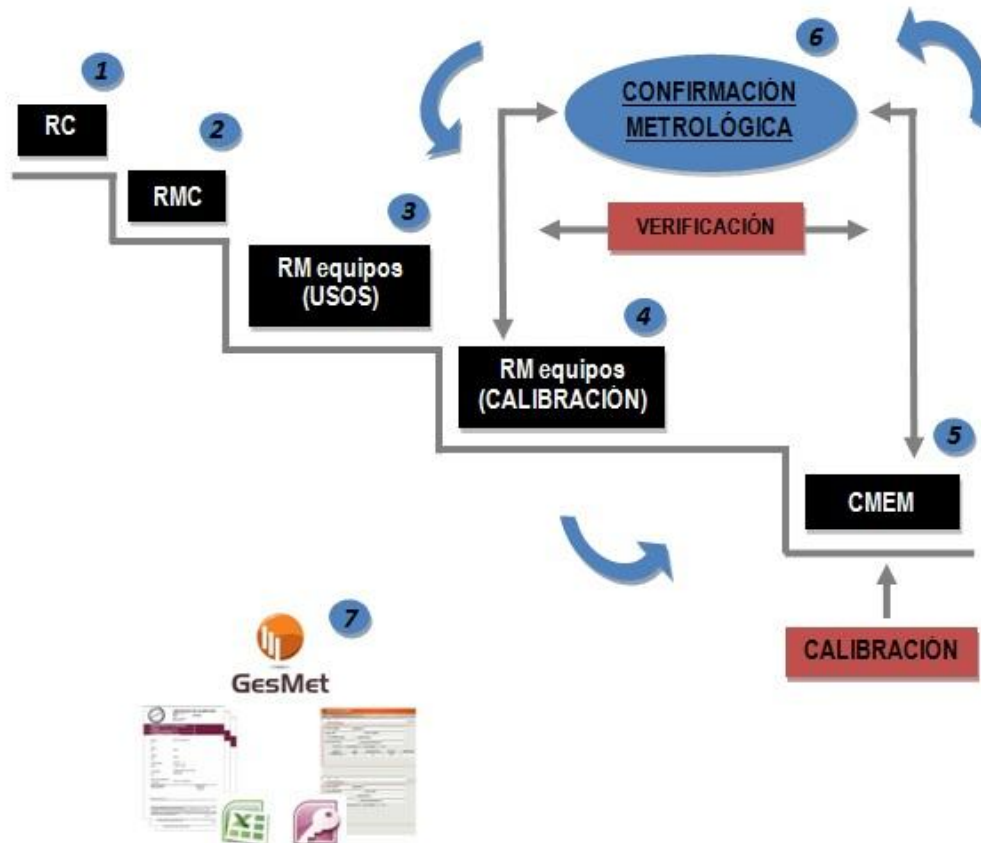 1
RC
2
RMC
3
RM equipos
(USOS)
4
RM equipos
(CALIBRACIÓN)
5
CMEM
6
CONFIRMACIÓN
METROLÓGICA
VERIFICACIÓN
CALIBRACIÓN
7
GesMet